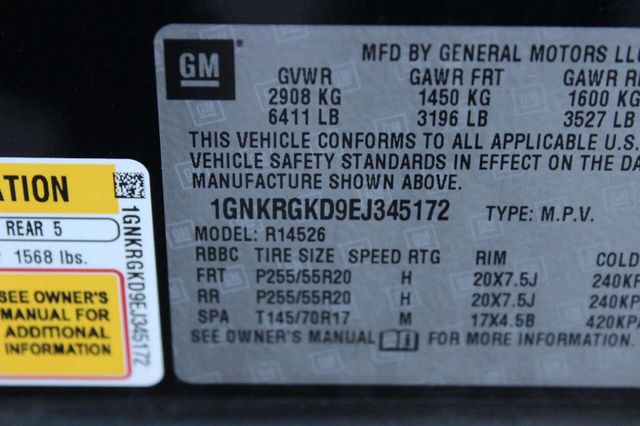 GM
MFD BY GENERAL MOTORS LLC
GVWR GAWR FRT GAWR
2908 KG 1450 KG 1600 KG
6411 LB 3196 LB 3527 LB
THIS VEHICLE CONFORMS TO ALL APPLICABLE U.S.
VEHICLE SAFETY STANDARDS IN EFFECT ON THE
MANUFACTURE SHOWN ABOVE.
1GNKRGKD9EJ345172 TYPE: M.P.V.
MODEL: R14526
RBBC TIRE SIZE SPEED RTG RIM COLD
FRT P255/55R20 H 20X7.5J 240KP
RR P255/55R20 H 20X7.5J 240KP
SPA T145/70R17 M 17X4.5B 420KP
SEE OWNER'S MANUAL FOR MORE INFORMATION.
ATION
REAR 5
1568 lbs.
SEE OWNER'S
MANUAL FOR
ADDITIONAL
INFORMATION
1GNKRGKD9EJ345172